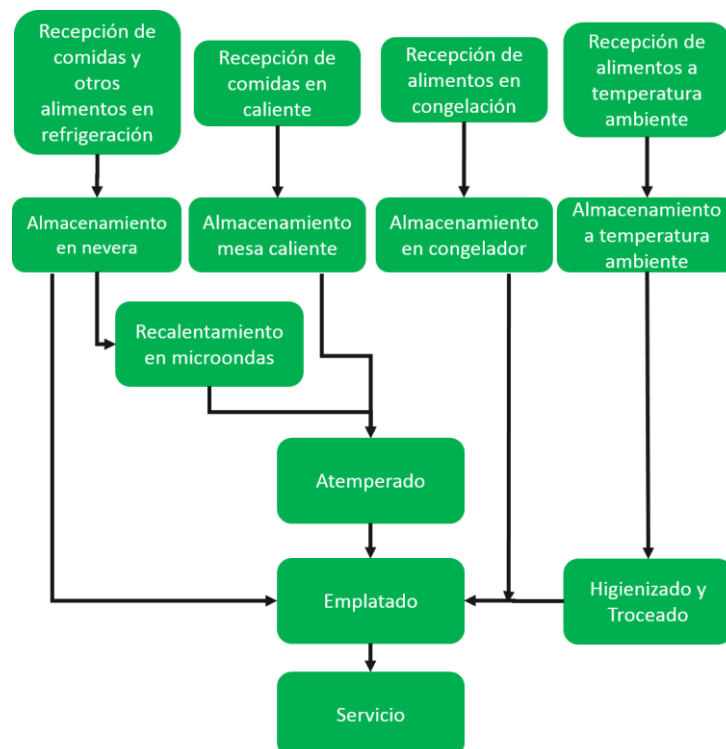 Recepción de
comidas y
otros
alimentos en
refrigeración
Recepción de
comidas en
caliente
Recepción de
alimentos en
congelación
Recepción de
alimentos a
temperatura
ambiente
Almacenamiento
en nevera
Almacenamiento
mesa caliente
Almacenamiento
en congelador
Almacenamiento
a temperatura
ambiente
Recalentamiento
en microondas
Atemperado
Emplatado
Higienizado y
Troceado
Servicio